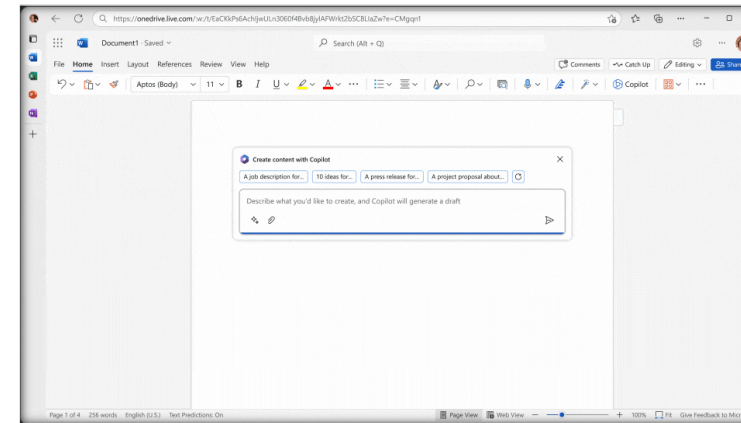 https://onedrive.live.com/:w:/t/EaCKkPs6AchIjwULn3060f4Bvb8jylAFWrkt2bSCBLlaZw?e=CMgqn1
Document1 · Saved
Search (Alt + Q)
File Home Insert Layout References Review View Help Comments Catch Up Editing Share
Aptos (Body) 11 B I U A Copilot
Create content with Copilot
A job description for... 10 ideas for... A press release for... A project proposal about...
Describe what you'd like to create, and Copilot will generate a draft
Page 1 of 4 256 words English (U.S.) Text Predictions: On Page View Web View 100% Fit Give Feedback to Micr